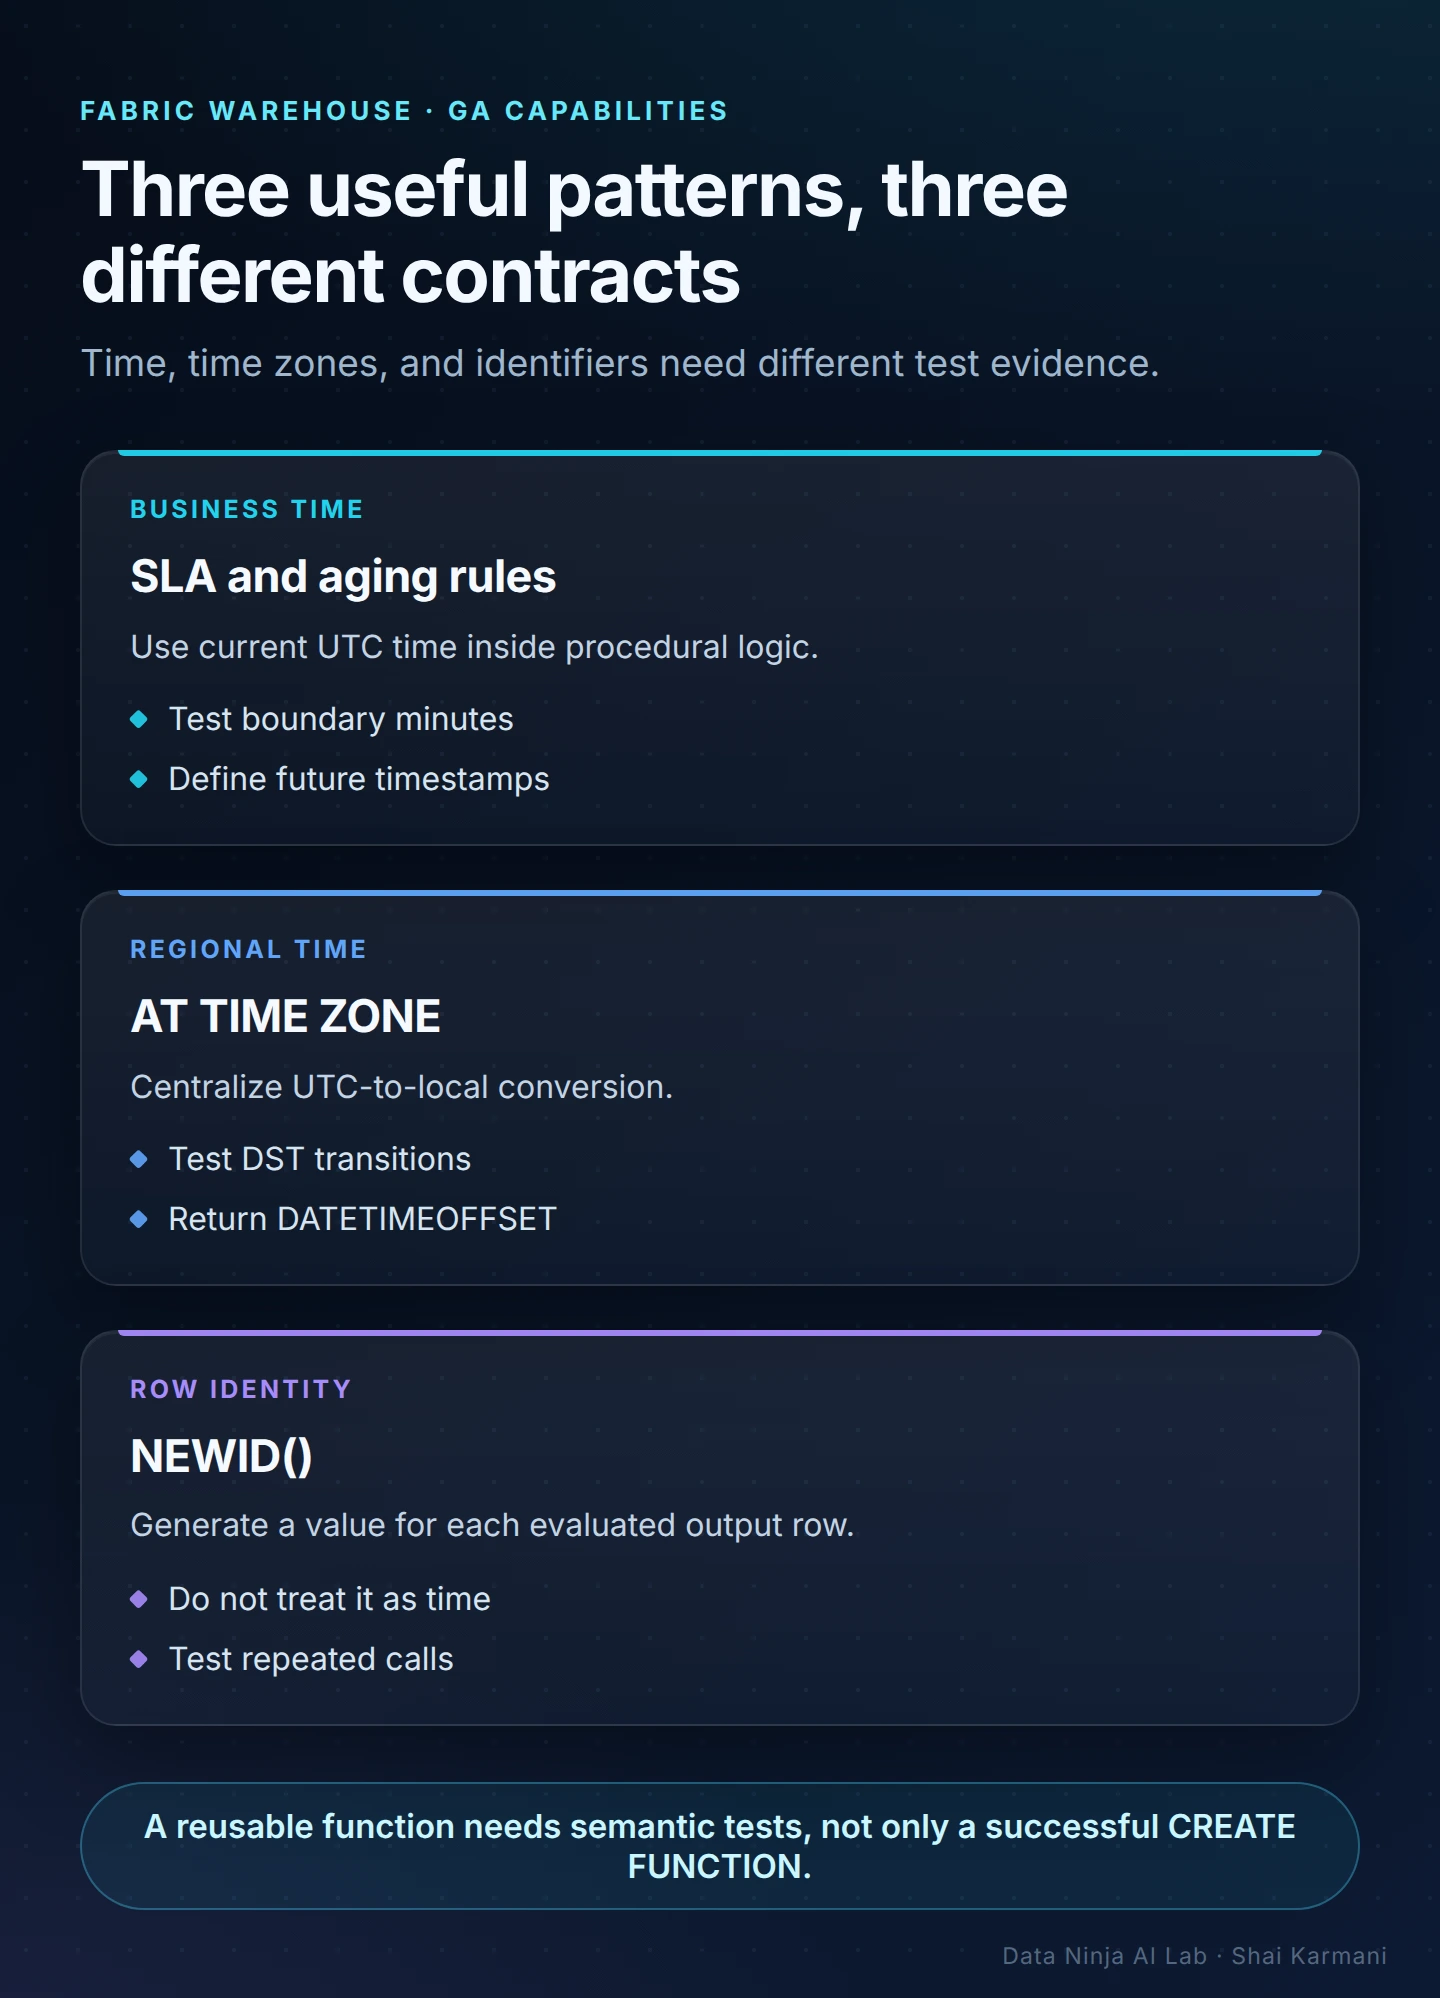 FABRIC WAREHOUSE · GA CAPABILITIES
Three useful patterns, three
different contracts
Time, time zones, and identifiers need different test evidence.
BUSINESS TIME
SLA and aging rules
Use current UTC time inside procedural logic.
Test boundary minutes
Define future timestamps
REGIONAL TIME
AT TIME ZONE
Centralize UTC-to-local conversion.
Test DST transitions
Return DATETIMEOFFSET
ROW IDENTITY
NEWID()
Generate a value for each evaluated output row.
Do not treat it as time
Test repeated calls
A reusable function needs semantic tests, not only a successful CREATE
FUNCTION.
Data Ninja AI Lab · Shai Karmani